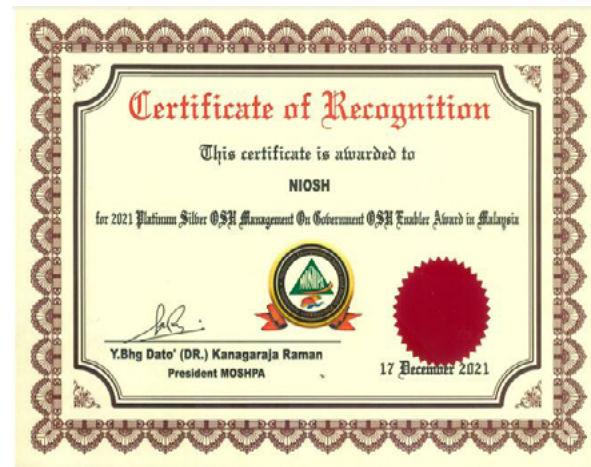 Certificate of Recognition
This certificate is awarded to
NIOSH
for 2021 Platinum Silver OSH Management On Government OSH Enabler Award in Malaysia
MOSHPA
Y.Bhg Dato' (DR.) Kanagaraja Raman
President MOSHPA
17 December 2021